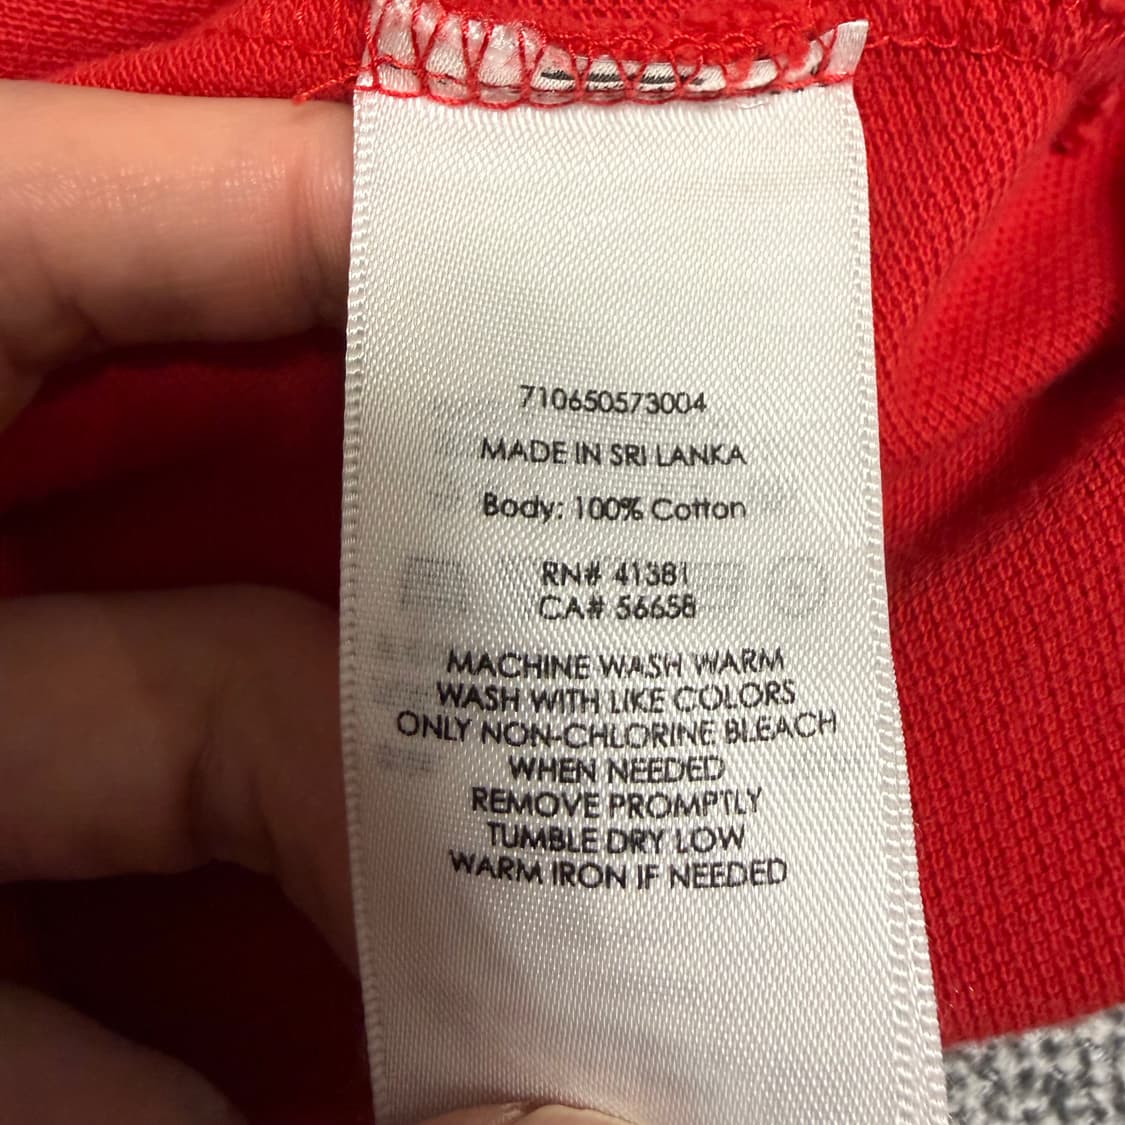 710650573004
MADE IN SRI LANKA
Body: 100% Cotton
RN# 41381
CA# 56658
MACHINE WASH WARM
WASH WITH LIKE COLORS
ONLY NON-CHLORINE BLEACH
WHEN NEEDED
REMOVE PROMPTLY
TUMBLE DRY LOW
WARM IRON IF NEEDED